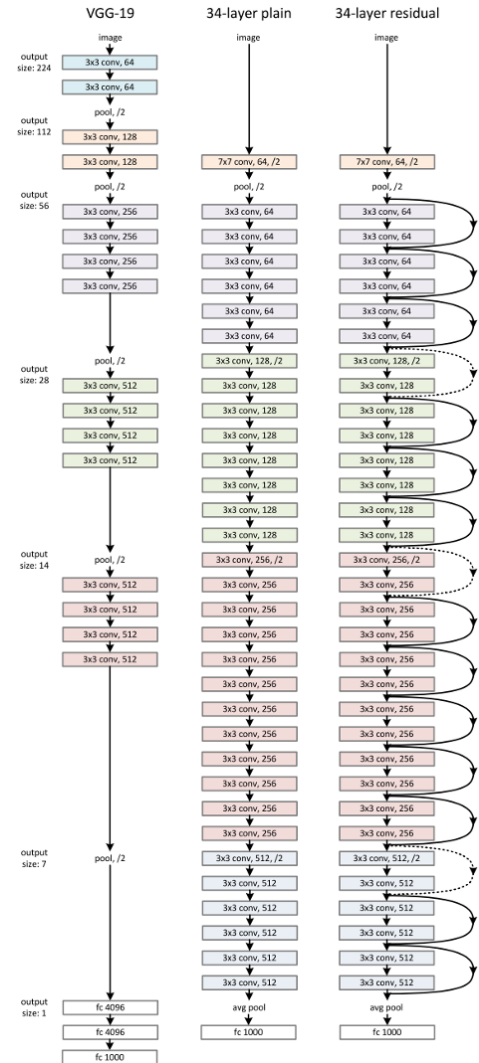 VGG-19
34-layer plain
34-layer residual
image
output size: 224
3x3 conv, 64
3x3 conv, 64
pool, /2
output size: 112
3x3 conv, 128
3x3 conv, 128
pool, /2
output size: 56
3x3 conv, 256
3x3 conv, 256
3x3 conv, 256
3x3 conv, 256
pool, /2
output size: 28
3x3 conv, 512
3x3 conv, 512
3x3 conv, 512
3x3 conv, 512
pool, /2
output size: 14
3x3 conv, 512
3x3 conv, 512
3x3 conv, 512
3x3 conv, 512
pool, /2
output size: 7
output size: 1
fc 4096
fc 4096
fc 1000
image
7x7 conv, 64, /2
pool, /2
3x3 conv, 64
3x3 conv, 64
3x3 conv, 64
3x3 conv, 64
3x3 conv, 64
3x3 conv, 64
3x3 conv, 128, /2
3x3 conv, 128
3x3 conv, 128
3x3 conv, 128
3x3 conv, 128
3x3 conv, 128
3x3 conv, 128
3x3 conv, 128
3x3 conv, 256, /2
3x3 conv, 256
3x3 conv, 256
3x3 conv, 256
3x3 conv, 256
3x3 conv, 256
3x3 conv, 256
3x3 conv, 256
3x3 conv, 256
3x3 conv, 256
3x3 conv, 256
3x3 conv, 256
3x3 conv, 512, /2
3x3 conv, 512
3x3 conv, 512
3x3 conv, 512
3x3 conv, 512
3x3 conv, 512
avg pool
fc 1000
image
7x7 conv, 64, /2
pool, /2
3x3 conv, 64
3x3 conv, 64
3x3 conv, 64
3x3 conv, 64
3x3 conv, 64
3x3 conv, 64
3x3 conv, 128, /2
3x3 conv, 128
3x3 conv, 128
3x3 conv, 128
3x3 conv, 128
3x3 conv, 128
3x3 conv, 128
3x3 conv, 128
3x3 conv, 256, /2
3x3 conv, 256
3x3 conv, 256
3x3 conv, 256
3x3 conv, 256
3x3 conv, 256
3x3 conv, 256
3x3 conv, 256
3x3 conv, 256
3x3 conv, 256
3x3 conv, 256
3x3 conv, 256
3x3 conv, 512, /2
3x3 conv, 512
3x3 conv, 512
3x3 conv, 512
3x3 conv, 512
3x3 conv, 512
avg pool
fc 1000